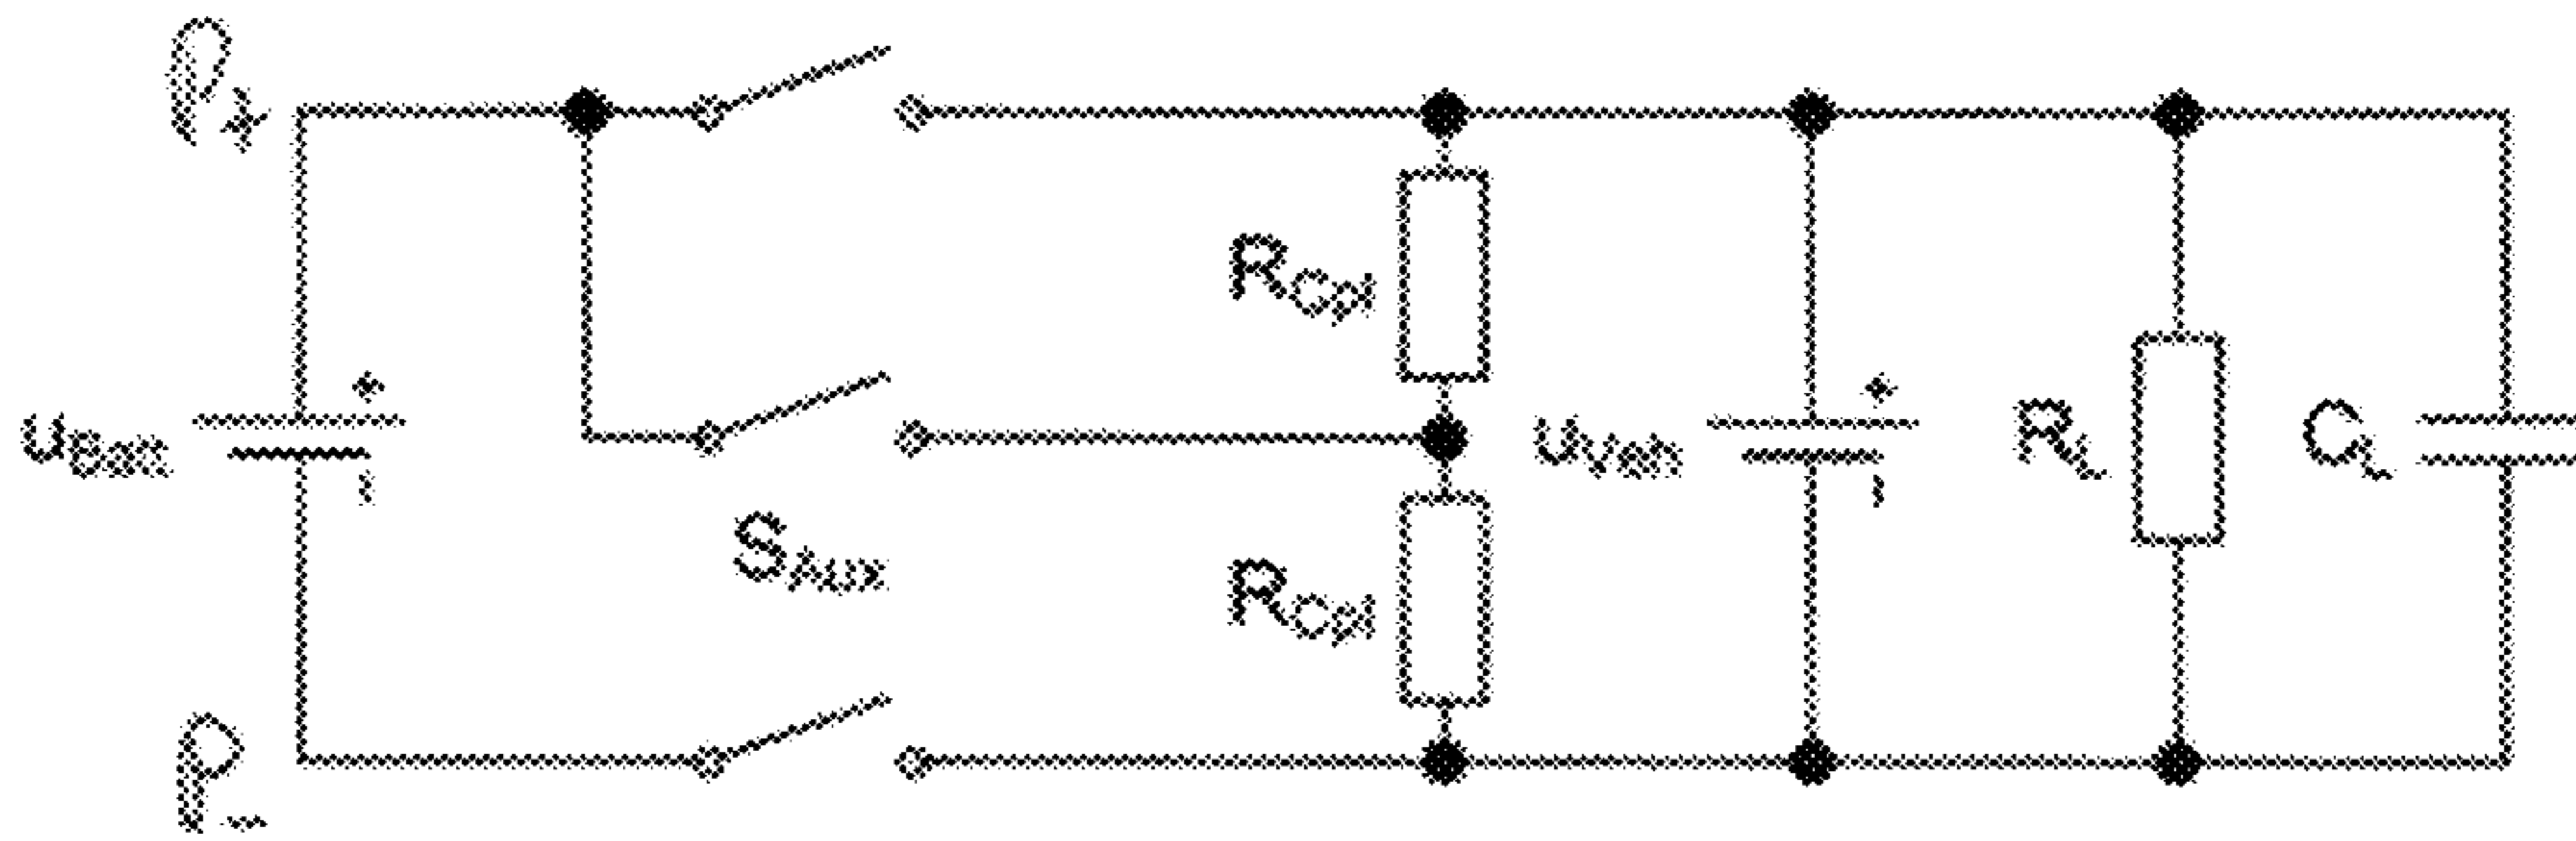 P+
RCpl
uBatt
uVeh
RL
CL
SAux
RCpl
P-